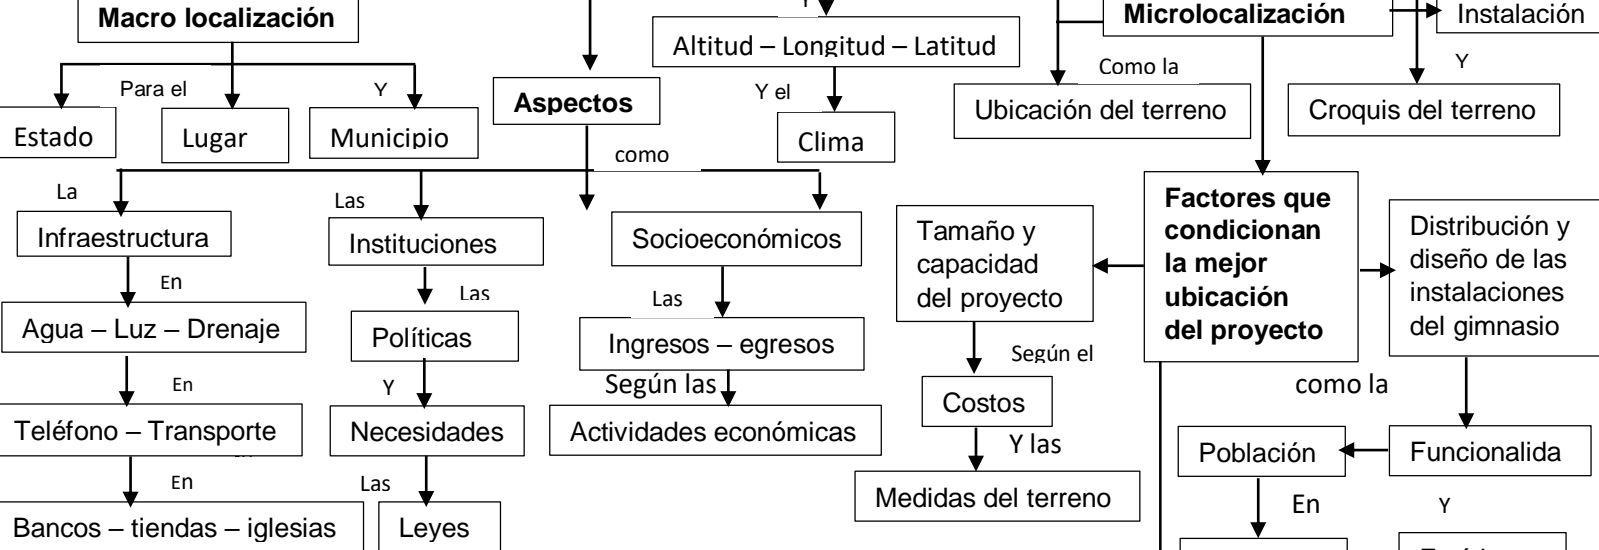 Macro localización
Y
Microlocalización
Instalación
Altitud – Longitud – Latitud
Para el
Y
Como la
Y
Aspectos
Y el
Ubicación del terreno
Croquis del terreno
Estado
Lugar
Municipio
Clima
como
La
Las
Infraestructura
Instituciones
Socioeconómicos
Tamaño y
capacidad
del proyecto
Factores que
condicionan
la mejor
ubicación
del proyecto
Distribución y
diseño de las
instalaciones
del gimnasio
En
Las
Las
Agua – Luz – Drenaje
Políticas
Ingresos – egresos
Según el
En
Y
Según las
como la
Costos
Teléfono – Transporte
Necesidades
Actividades económicas
Y las
Población
Funcionalida
En
Las
Medidas del terreno
En
Y
Bancos – tiendas – iglesias
Leyes